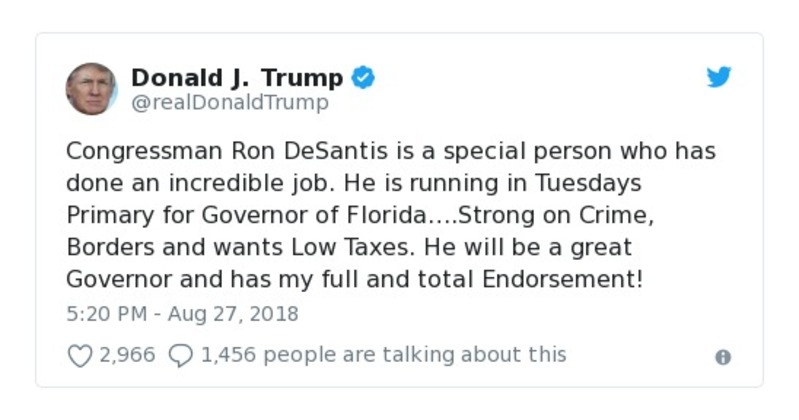 Donald J. Trump
@realDonaldTrump
Congressman Ron DeSantis is a special person who has
done an incredible job. He is running in Tuesdays
Primary for Governor of Florida....Strong on Crime,
Borders and wants Low Taxes. He will be a great
Governor and has my full and total Endorsement!
5:20 PM - Aug 27, 2018
2,966 1,456 people are talking about this